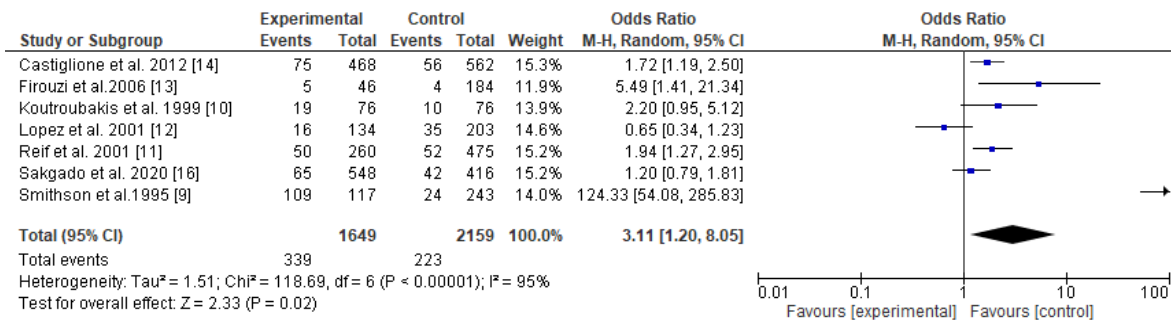 Experimental Control Odds Ratio Odds Ratio
Study or Subgroup Events Total Events Total Weight M-H, Random, 95% CI M-H, Random, 95% CI
Castiglione et al. 2012 [14] 75 468 56 562 15.3% 1.72 [1.19, 2.50]
Firouzi et al.2006 [13] 5 46 4 184 11.9% 5.49 [1.41, 21.34]
Koutroubakis et al. 1999 [10] 19 76 10 76 13.9% 2.20 [0.95, 5.12]
Lopez et al. 2001 [12] 16 134 35 203 14.6% 0.65 [0.34, 1.23]
Reif et al. 2001 [11] 50 260 52 475 15.2% 1.94 [1.27, 2.95]
Sakgado et al. 2020 [16] 65 548 42 416 15.2% 1.20 [0.79, 1.81]
Smithson et al.1995 [9] 109 117 24 243 14.0% 124.33 [54.08, 285.83]
Total (95% CI) 1649 2159 100.0% 3.11 [1.20, 8.05]
Total events 339 223
Heterogeneity: Tau² = 1.51; Chi² = 118.69, df = 6 (P < 0.00001); I² = 95%
Test for overall effect: Z = 2.33 (P = 0.02)
0.01 0.1 1 10 100
Favours [experimental] Favours [control]